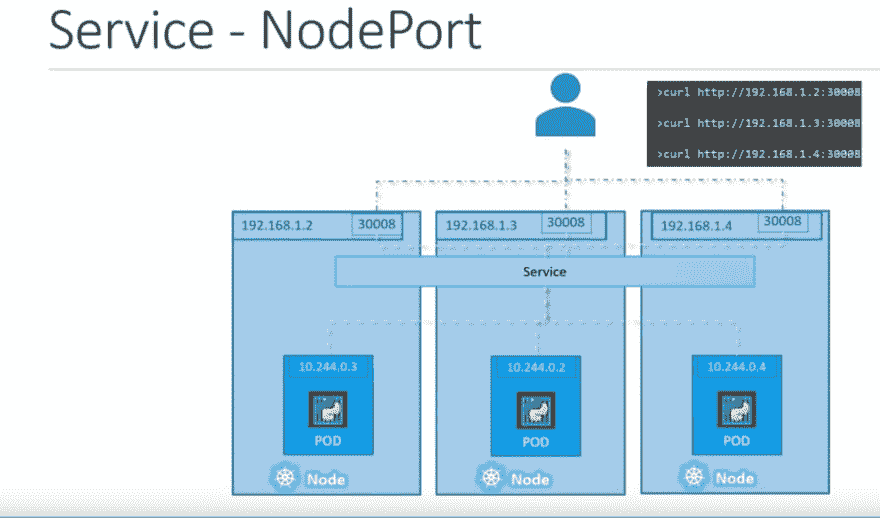 Service - NodePort
>curl http://192.168.1.2:30008
>curl http://192.168.1.3:30008
>curl http://192.168.1.4:30008
192.168.1.2 30008 192.168.1.3 30008 192.168.1.4 30008
Service
10.244.0.3 10.244.0.2 10.244.0.4
POD POD POD
Node Node Node